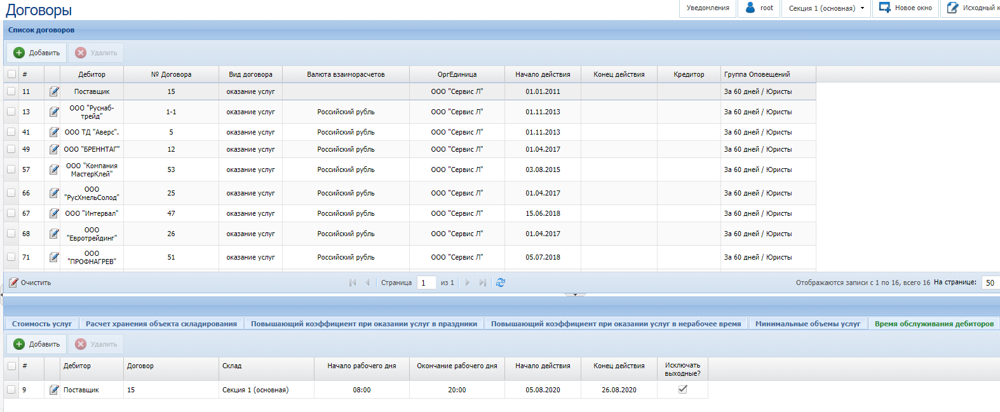 Договоры
Уведомления root Секция 1 (основная) Новое окно Исходный к
Список договоров
Добавить Удалить
# Дебитор № Договора Вид договора Валюта взаиморасчетов ОргЕдиница Начало действия Конец действия Кредитор Группа Оповещений
11 Поставщик 15 оказание услуг ООО "Сервис Л" 01.01.2011 За 60 дней / Юристы
13 ООО "Руснаб-
трейд" 1-1 оказание услуг Российский рубль ООО "Сервис Л" 01.11.2013 За 60 дней / Юристы
41 ООО ТД "Аверс". 5 оказание услуг Российский рубль ООО "Сервис Л" 01.11.2013 За 60 дней / Юристы
49 ООО "БРЕННТАГ" 12 оказание услуг Российский рубль ООО "Сервис Л" 01.04.2017 За 60 дней / Юристы
57 ООО "Компания
МастерКлей" 53 оказание услуг Российский рубль ООО "Сервис Л" 03.08.2015 За 60 дней / Юристы
66 ООО
"РусХмельСолод" 25 оказание услуг Российский рубль ООО "Сервис Л" 01.04.2017 За 60 дней / Юристы
67 ООО "Интервал" 47 оказание услуг Российский рубль ООО "Сервис Л" 15.06.2018 За 60 дней / Юристы
68 ООО
"Евротрейдинг" 26 оказание услуг Российский рубль ООО "Сервис Л" 01.04.2017 За 60 дней / Юристы
71 ООО
"ПРОФНАГРЕВ" 51 оказание услуг Российский рубль ООО "Сервис Л" 05.07.2018 За 60 дней / Юристы
Очистить Страница 1 из 1 Отображаются записи с 1 по 16, всего 16 На странице: 50
Стоимость услуг Расчет хранения объекта складирования Повышающий коэффициент при оказании услуг в праздники Повышающий коэффициент при оказании услуг в нерабочее время Минимальные объемы услуг Время обслуживания дебиторов
Добавить Удалить
# Дебитор Договор Склад Начало рабочего дня Окончание рабочего дня Начало действия Конец действия Исключать
выходные?
9 Поставщик 15 Секция 1 (основная) 08:00 20:00 05.08.2020 26.08.2020